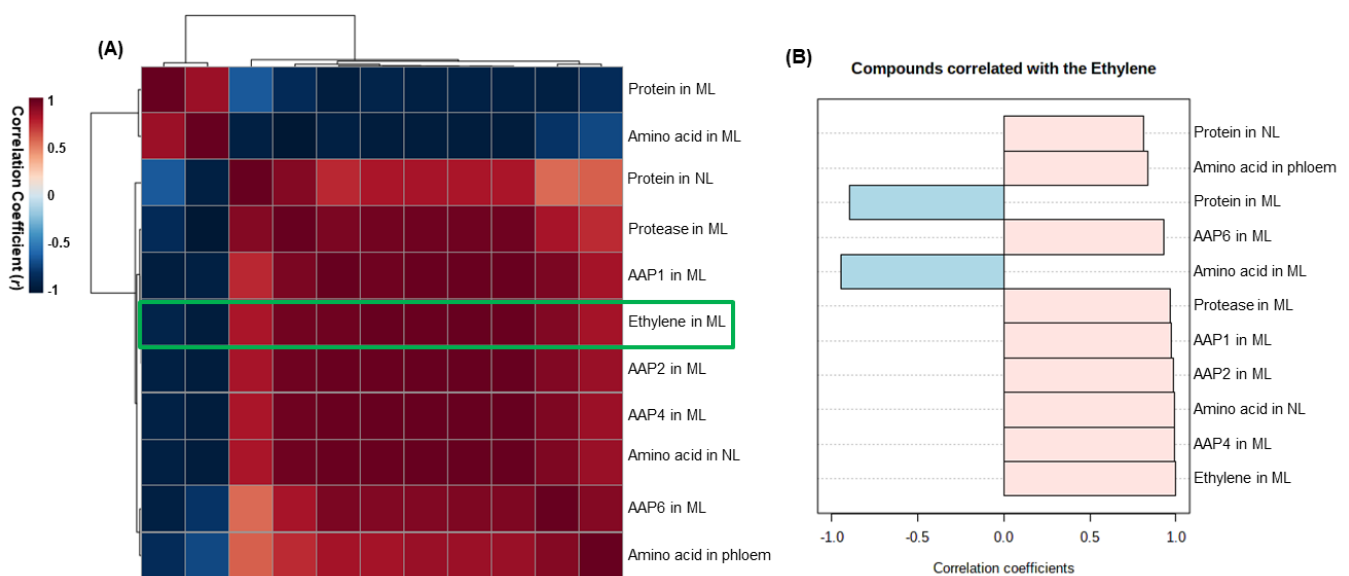 (A)
Correlation Coefficient (r)
1
0.5
0
-0.5
-1
Protein in ML
Amino acid in ML
Protein in NL
Protease in ML
AAP1 in ML
Ethylene in ML
AAP2 in ML
AAP4 in ML
Amino acid in NL
AAP6 in ML
Amino acid in phloem
(B)
Compounds correlated with the Ethylene
Protein in NL
Amino acid in phloem
Protein in ML
AAP6 in ML
Amino acid in ML
Protease in ML
AAP1 in ML
AAP2 in ML
Amino acid in NL
AAP4 in ML
Ethylene in ML
-1.0 -0.5 0.0 0.5 1.0
Correlation coefficients